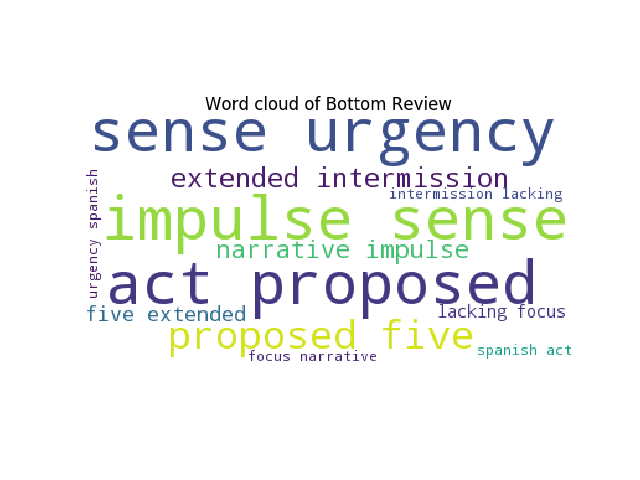 Word cloud of Bottom Review
sense urgency
extended intermission
intermission lacking
urgency spanish
impulse sense
narrative impulse
act proposed
five extended
lacking focus
proposed five
spanish act
focus narrative